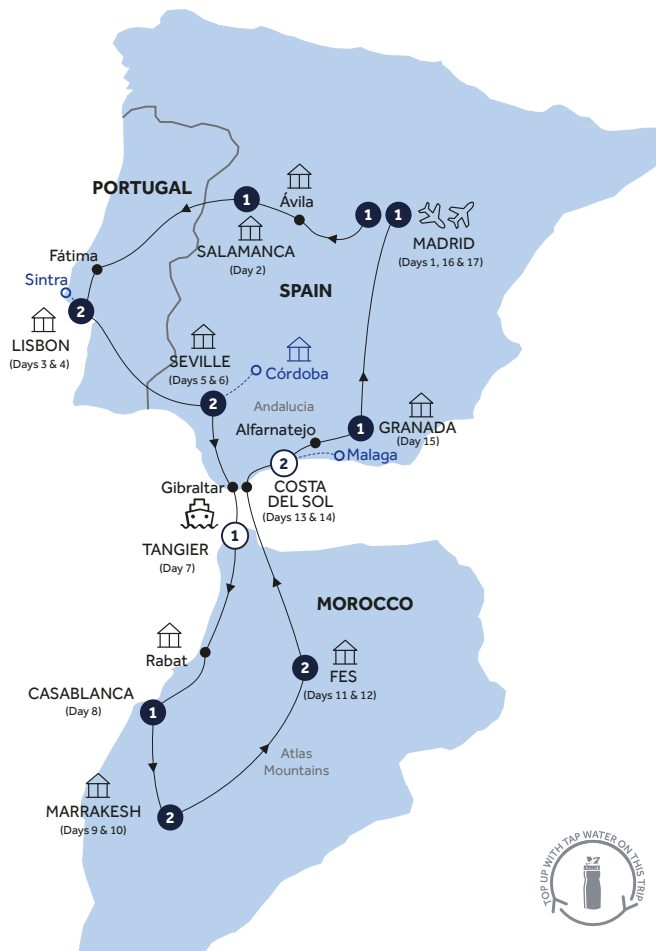 PORTUGAL
1
Ávila
1
1
MADRID
(Days 1, 16 & 17)
SALAMANCA
(Day 2)
Fátima
Sintra
SPAIN
2
LISBON
(Days 3 & 4)
SEVILLE
(Days 5 & 6)
Córdoba
2
Andalucia
Alfarnatejo
1
GRANADA
(Day 15)
Malaga
2
COSTA
DEL SOL
(Days 13 & 14)
Gibraltar
1
TANGIER
(Day 7)
MOROCCO
Rabat
2
FES
(Days 11 & 12)
CASABLANCA
(Day 8)
1
Atlas
Mountains
MARRAKESH
(Days 9 & 10)
2
TOP UP WITH TAP WATER ON THIS TRIP